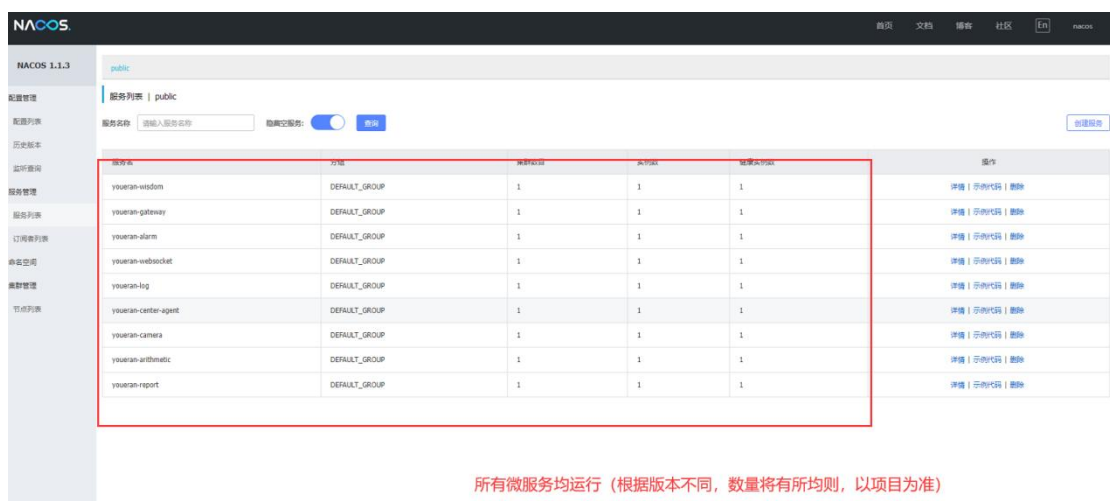 NACOS.
首页 文档 博客 社区 En nacos
NACOS 1.1.3
public
配置管理
服务列表 | public
配置列表
服务名称 请输入服务名称 隐藏空服务: 查询 创建服务
历史版本
监听查询
服务名 分组 集群数目 实例数 健康实例数 操作
服务管理
youeran-wisdom DEFAULT_GROUP 1 1 1 详情 | 示例代码 | 删除
服务列表
youeran-gateway DEFAULT_GROUP 1 1 1 详情 | 示例代码 | 删除
订阅者列表
youeran-alarm DEFAULT_GROUP 1 1 1 详情 | 示例代码 | 删除
命名空间
youeran-websocket DEFAULT_GROUP 1 1 1 详情 | 示例代码 | 删除
集群管理
youeran-log DEFAULT_GROUP 1 1 1 详情 | 示例代码 | 删除
节点列表
youeran-center-agent DEFAULT_GROUP 1 1 1 详情 | 示例代码 | 删除
youeran-camera DEFAULT_GROUP 1 1 1 详情 | 示例代码 | 删除
youeran-arithmetic DEFAULT_GROUP 1 1 1 详情 | 示例代码 | 删除
youeran-report DEFAULT_GROUP 1 1 1 详情 | 示例代码 | 删除
所有微服务均运行（根据版本不同，数量将有所均则，以项目为准）